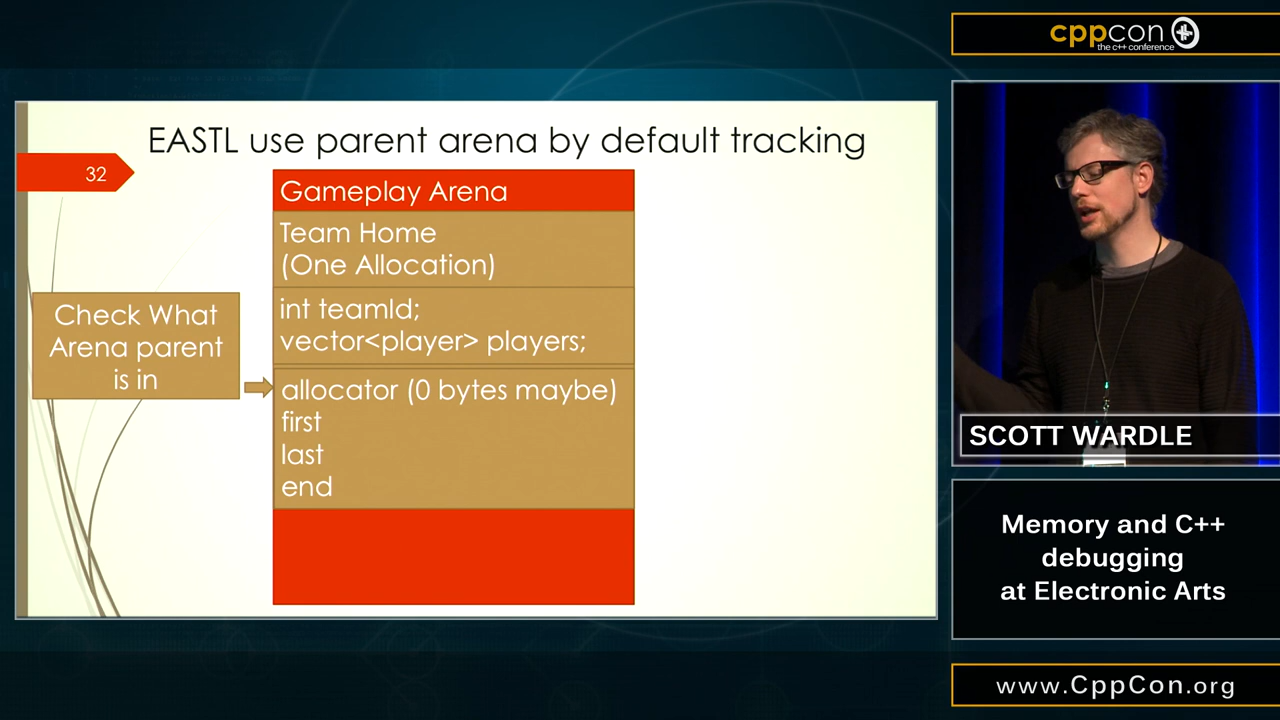 cppcon
the c++ conference
EASTL use parent arena by default tracking
32
Gameplay Arena
Team Home
(One Allocation)
int teamId;
vector<player> players;
Check What
Arena parent
is in
allocator (0 bytes maybe)
first
last
end
SCOTT WARDLE
Memory and C++
debugging
at Electronic Arts
www.CppCon.org